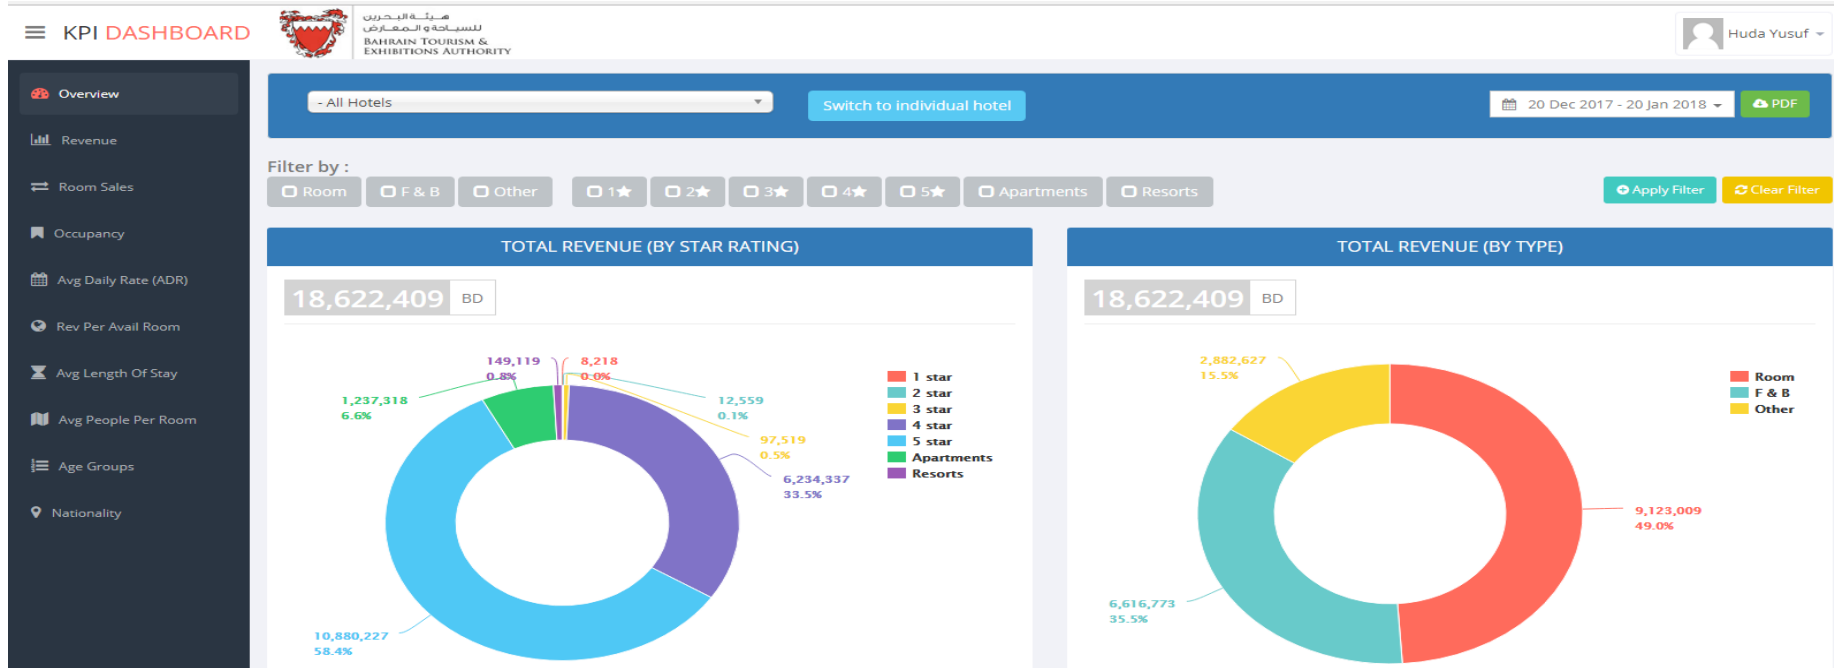 KPI DASHBOARD
هـيـئـة البـحـريـن
للسيـاحة و الـمـعـارض
BAHRAIN TOURISM &
EXHIBITIONS AUTHORITY
Huda Yusuf
Overview
Revenue
Room Sales
Occupancy
Avg Daily Rate (ADR)
Rev Per Avail Room
Avg Length Of Stay
Avg People Per Room
Age Groups
Nationality
- All Hotels
Switch to individual hotel
20 Dec 2017 - 20 Jan 2018
PDF
Filter by :
Room
F & B
Other
1★
2★
3★
4★
5★
Apartments
Resorts
Apply Filter
Clear Filter
TOTAL REVENUE (BY STAR RATING)
18,622,409 BD
149,119
0.8%
8,218
0.0%
1,237,318
6.6%
12,559
0.1%
97,519
0.5%
6,234,337
33.5%
10,880,227
58.4%
1 star
2 star
3 star
4 star
5 star
Apartments
Resorts
TOTAL REVENUE (BY TYPE)
18,622,409 BD
2,882,627
15.5%
9,123,009
49.0%
6,616,773
35.5%
Room
F & B
Other